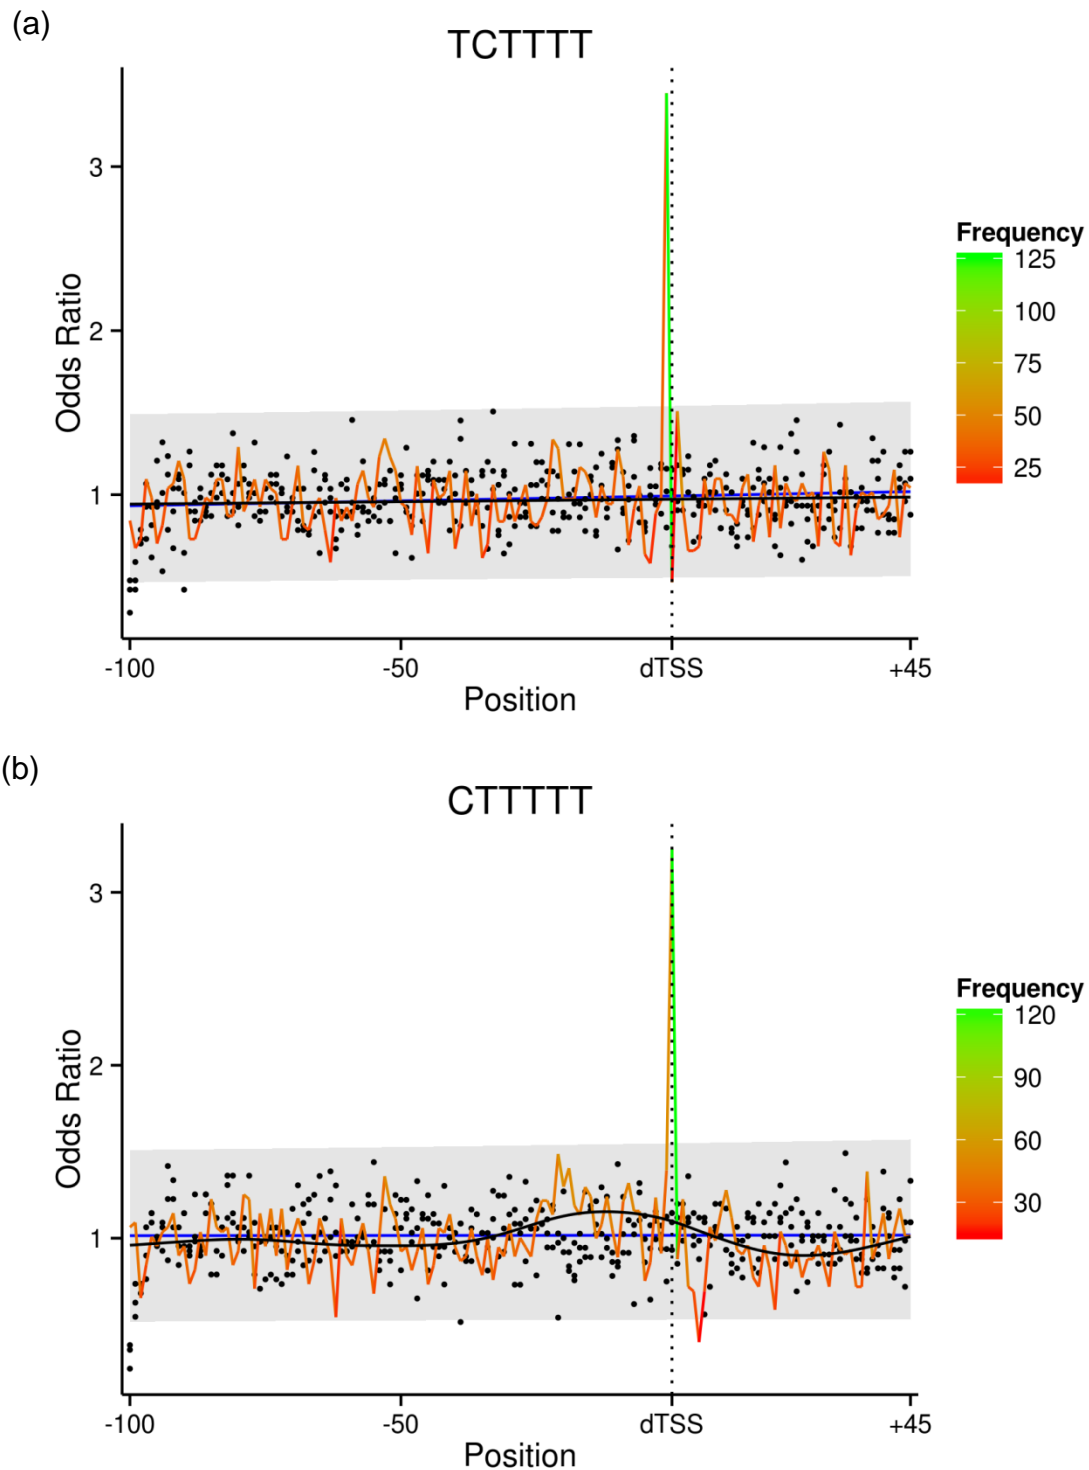 (a)
TCTTTT
Odds Ratio
3
2
1
-100
-50
dTSS
+45
Position
Frequency
125
100
75
50
25
(b)
CTTTTT
Odds Ratio
3
2
1
-100
-50
dTSS
+45
Position
Frequency
120
90
60
30